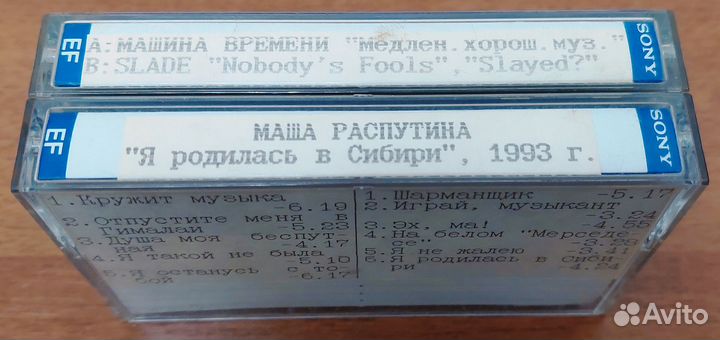 EF
A:МАШИНА ВРЕМЕНИ "медлен.хорош.муз."
B:SLADE "Nobody's Fools","Slayed?"
SONY
EF
МАША РАСПУТИНА
"Я родилась в Сибири", 1993 г.
SONY
1.Кружит музыка
-6.19
2.Отпустите меня в
Гималаи -5.23
3.Душа моя беспут-
ная -4.17
4.Я такой не была
-5.10
5.Я останусь с то-
бой -6.17
1.Шарманщик -5.17
2.Играй, музыкант
-3.24
3.Эх, ма! -4.55
4.На белом "Мерседе-
се"
5.Я не жалею
6.Я родилась в Сиби-
ри -4.24
Avito